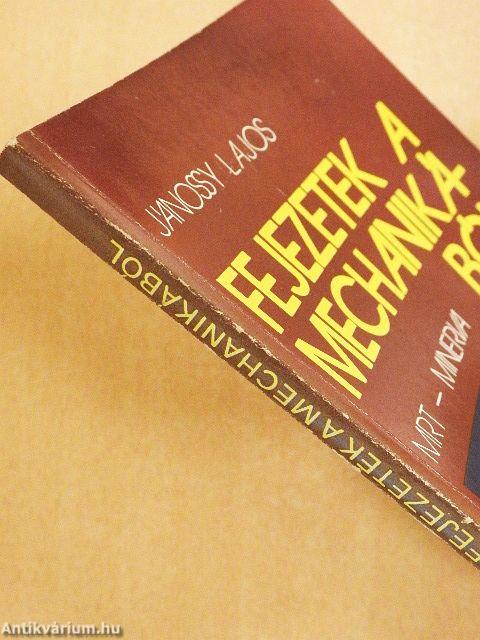 JÁNOSSY LAJOS
FEJEZETEK A
MECHANIKÁ-
BÓL
MRT – MINERVA
FEJEZETEK A MECHANIKÁBÓL
Antikvárium.hu